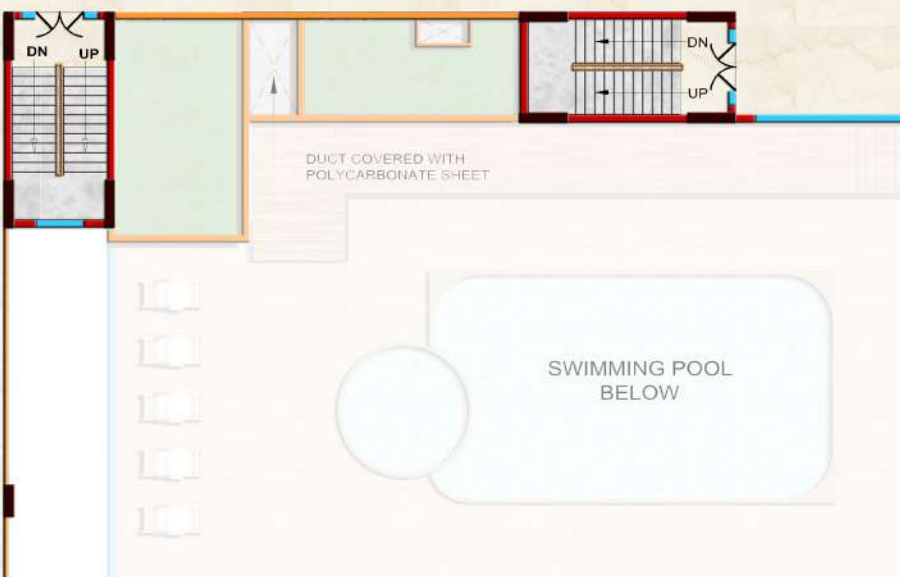 DN UP
DN
UP
DUCT COVERED WITH
POLYCARBONATE SHEET
SWIMMING POOL
BELOW